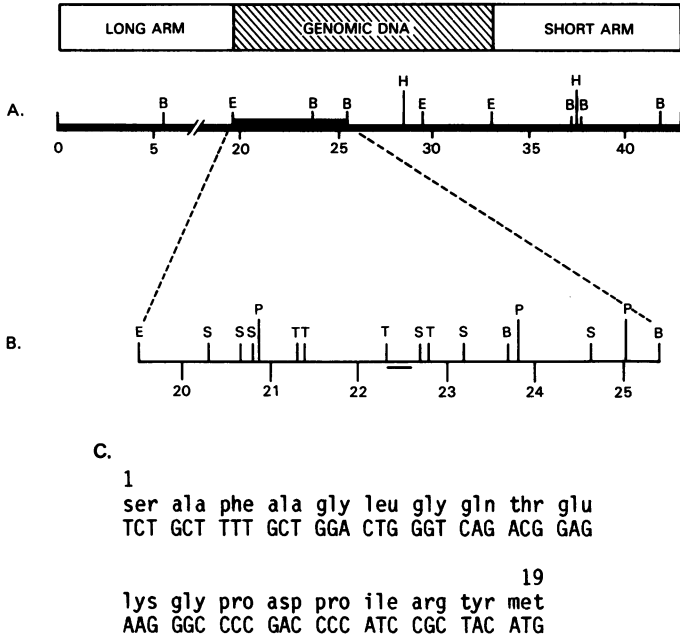 LONG ARM GENOMIC DNA SHORT ARM
A.
B E B B H E E B H B B
0 5 20 25 30 35 40
B.
E S S S P T T T S T S B P S P B
20 21 22 23 24 25
C.
1
ser ala phe ala gly leu gly gln thr glu
TCT GCT TTT GCT GGA CTG GGT CAG ACG GAG
19
lys gly pro asp pro ile arg tyr met
AAG GGC CCC GAC CCC ATC CGC TAC ATG